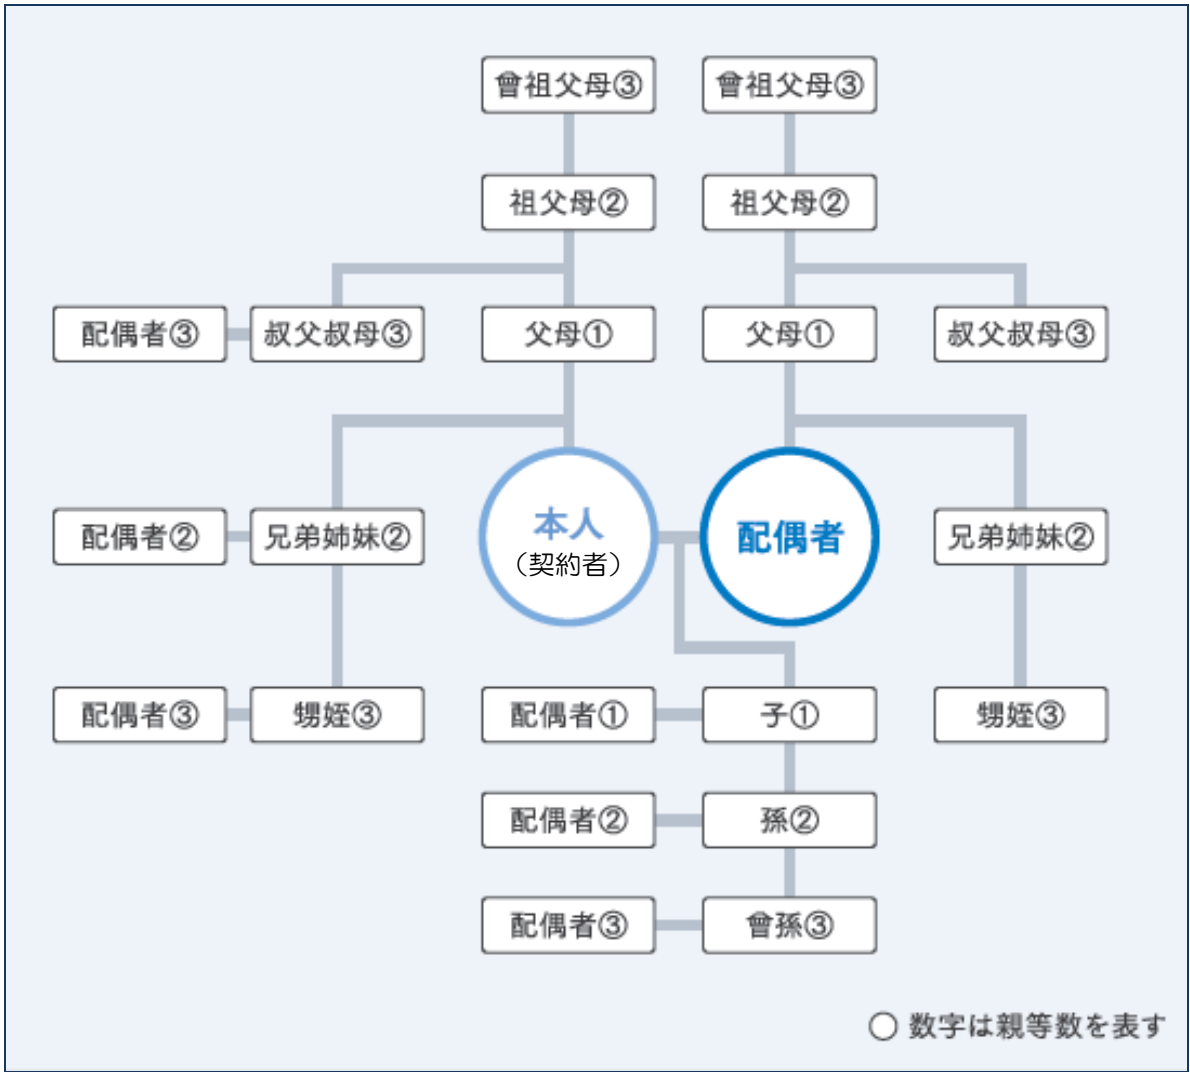 曾祖父母③
曾祖父母③
祖父母②
祖父母②
配偶者③
叔父叔母③
父母①
父母①
叔父叔母③
本人
（契約者）
配偶者
配偶者②
兄弟姉妹②
兄弟姉妹②
配偶者③
甥姪③
配偶者①
子①
甥姪③
配偶者②
孫②
配偶者③
曾孫③
○ 数字は親等数を表す